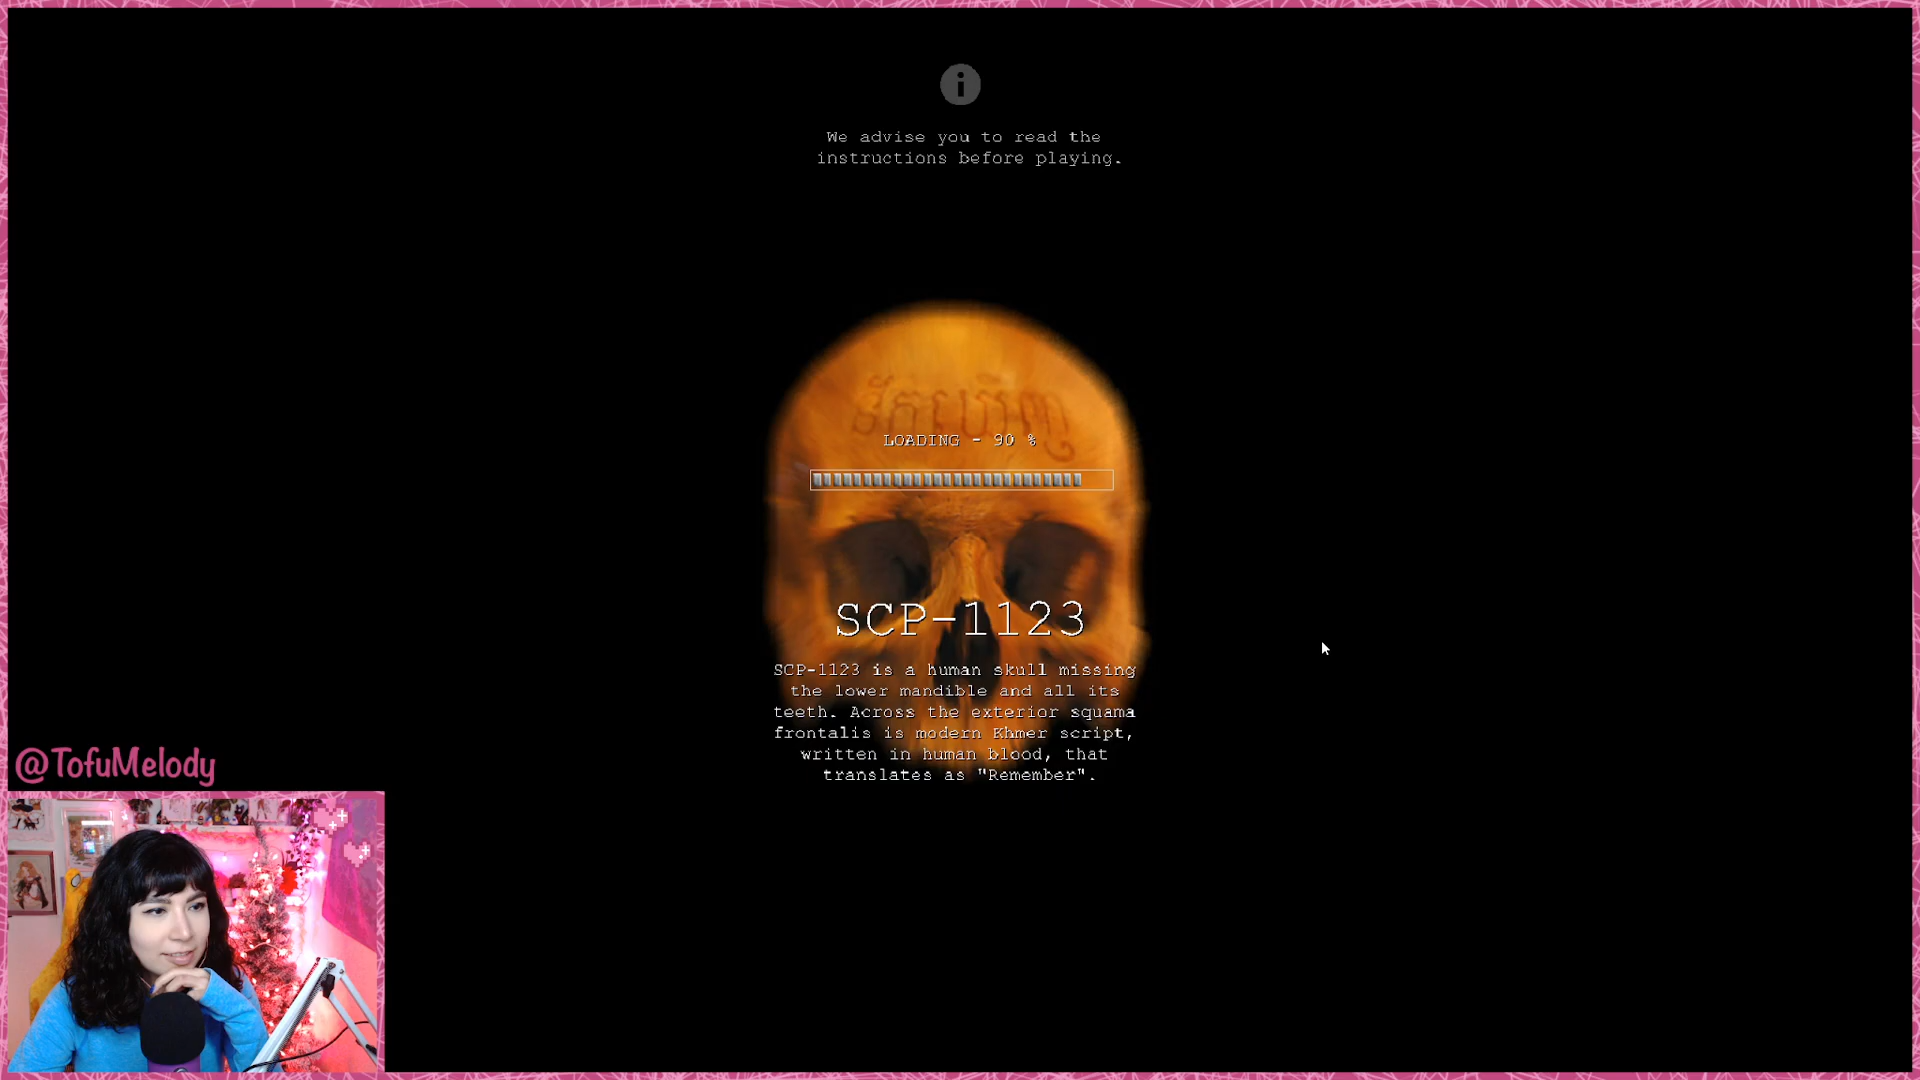 We advise you to read the
instructions before playing.
LOADING - 90 %
SCP-1123
SCP-1123 is a human skull missing
the lower mandible and all its
teeth. Across the exterior squama
frontalis is modern Khmer script,
written in human blood, that
translates as "Remember".
@TofuMelody